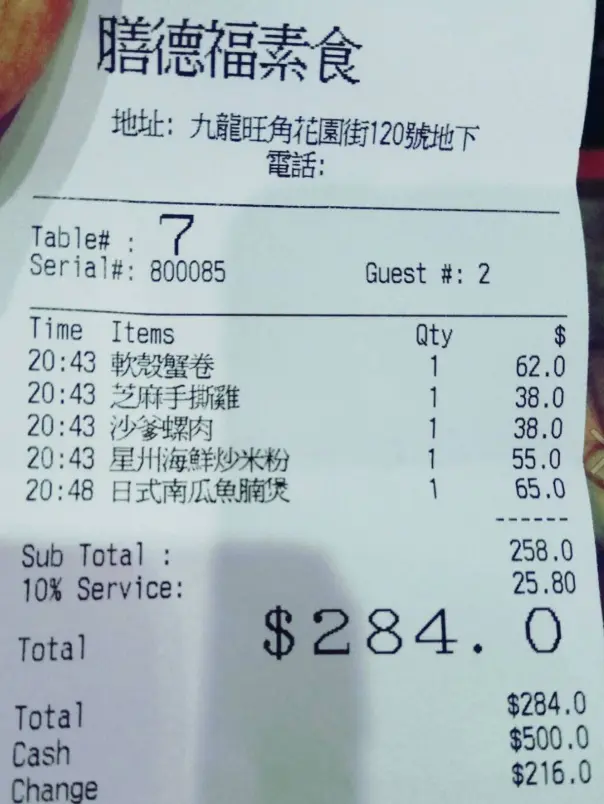 膳德福素食
地址: 九龍旺角花園街120號地下
電話:
Table# : 7
Serial#: 800085 Guest #: 2
Time Items Qty $
20:43 軟殼蟹卷 1 62.0
20:43 芝麻手撕雞 1 38.0
20:43 沙爹螺肉 1 38.0
20:43 星州海鮮炒米粉 1 55.0
20:48 日式南瓜魚腩煲 1 65.0
------
Sub Total : 258.0
10% Service: 25.80
Total $284.0
Total $284.0
Cash $500.0
Change $216.0